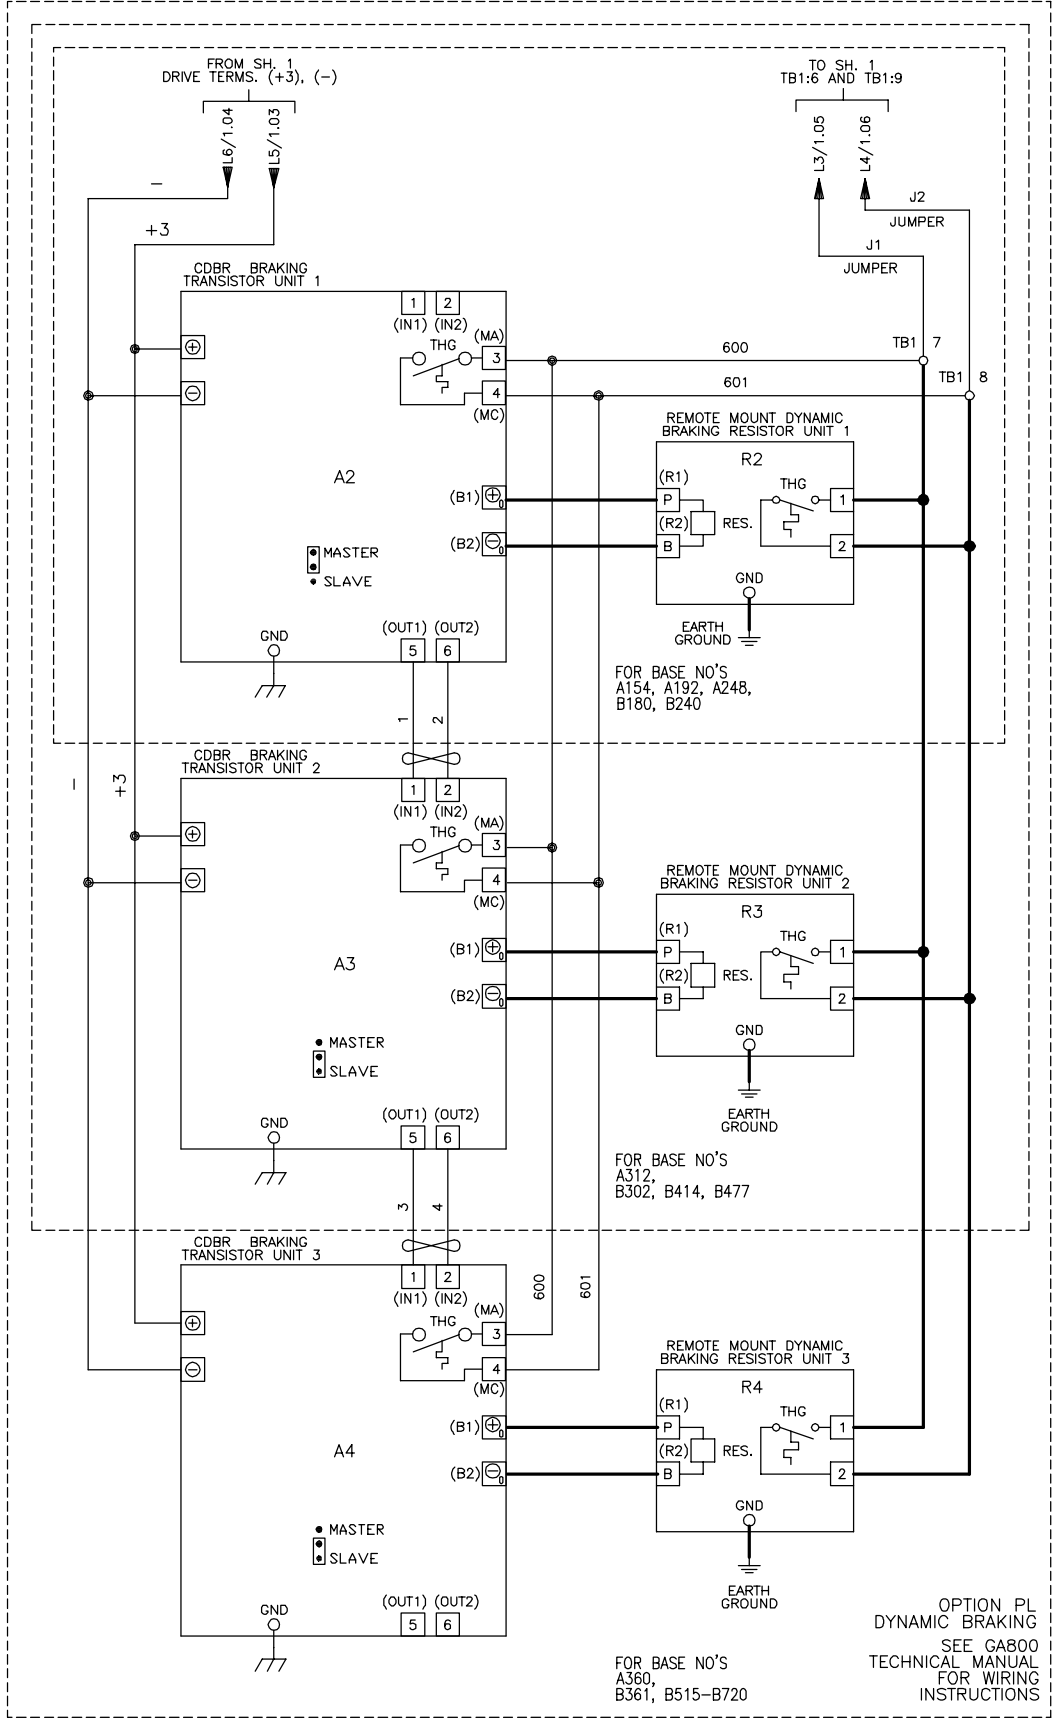 FROM SH. 1
DRIVE TERMS. (+3), (-)
TO SH. 1
TB1:6 AND TB1:9
L6/1.04
L5/1.03
L3/1.05
L4/1.06
-
+3
J2
JUMPER
J1
JUMPER
CDBR BRAKING
TRANSISTOR UNIT 1
1 2
(IN1) (IN2)
THG
(MA)
3
4
(MC)
+
-
600
601
TB1 7
TB1 8
A2
(B1) + 0
(B2) - 0
MASTER
SLAVE
GND
(OUT1) (OUT2)
5 6
REMOTE MOUNT DYNAMIC
BRAKING RESISTOR UNIT 1
R2
(R1)
P
(R2)
B
RES.
THG
1
2
GND
EARTH
GROUND
FOR BASE NO'S
A154, A192, A248,
B180, B240
1
2
-
+3
CDBR BRAKING
TRANSISTOR UNIT 2
1 2
(IN1) (IN2)
THG
(MA)
3
4
(MC)
+
-
A3
(B1) + 0
(B2) - 0
MASTER
SLAVE
GND
(OUT1) (OUT2)
5 6
REMOTE MOUNT DYNAMIC
BRAKING RESISTOR UNIT 2
R3
(R1)
P
(R2)
B
RES.
THG
1
2
GND
EARTH
GROUND
FOR BASE NO'S
A312,
B302, B414, B477
3
4
600
601
CDBR BRAKING
TRANSISTOR UNIT 3
1 2
(IN1) (IN2)
THG
(MA)
3
4
(MC)
+
-
A4
(B1) + 0
(B2) - 0
MASTER
SLAVE
GND
(OUT1) (OUT2)
5 6
REMOTE MOUNT DYNAMIC
BRAKING RESISTOR UNIT 3
R4
(R1)
P
(R2)
B
RES.
THG
1
2
GND
EARTH
GROUND
FOR BASE NO'S
A360,
B361, B515-B720
OPTION PL
DYNAMIC BRAKING
SEE GA800
TECHNICAL MANUAL
FOR WIRING
INSTRUCTIONS